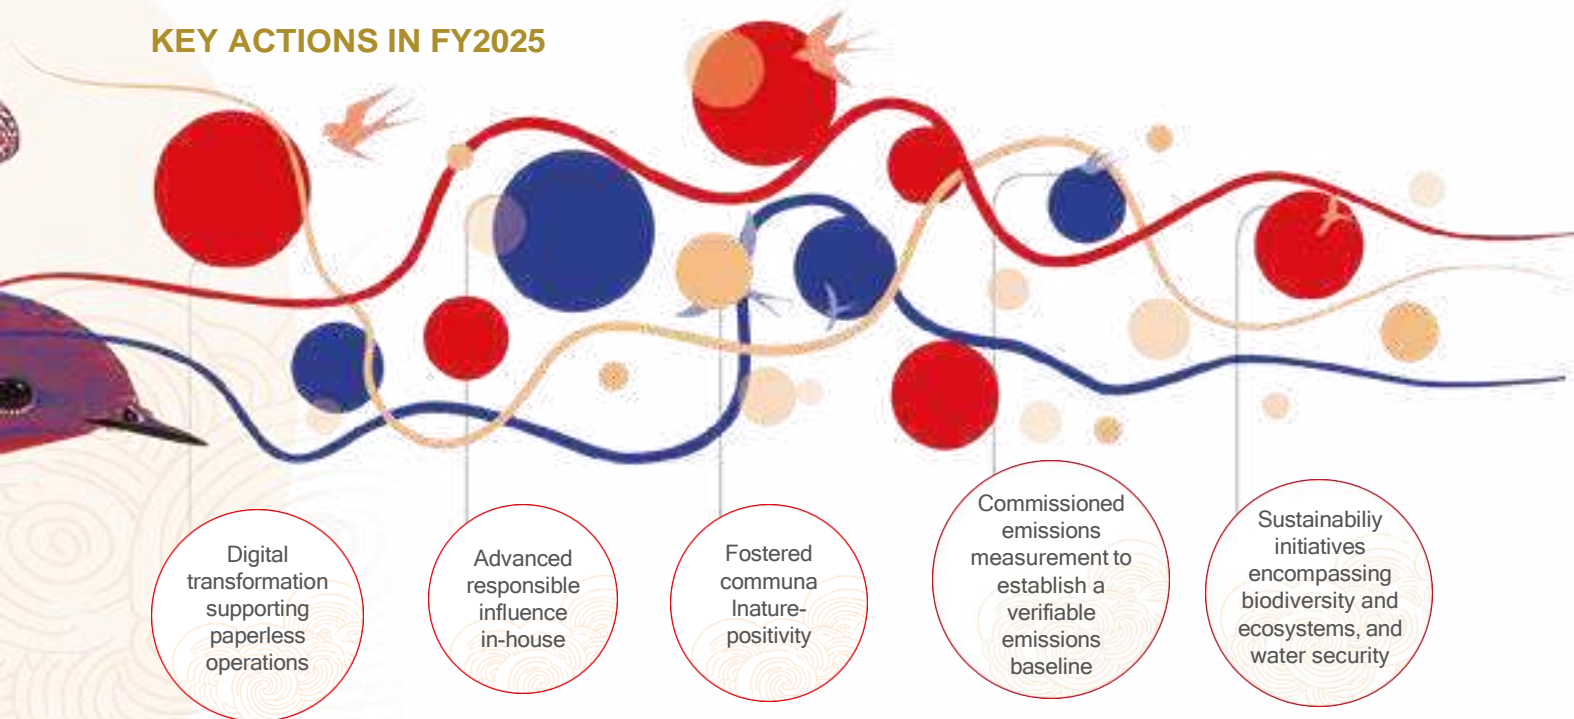 KEY ACTIONS IN FY2025
Digital
transformation
supporting
paperless
operations
Advanced
responsible
influence
in-house
Fostered
communa
lnature-
positivity
Commissioned
emissions
measurement to
establish a
verifiable
emissions
baseline
Sustainabiliy
initiatives
encompassing
biodiversity and
ecosystems, and
water security